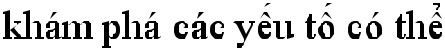 khám phá các yếu tố có thể